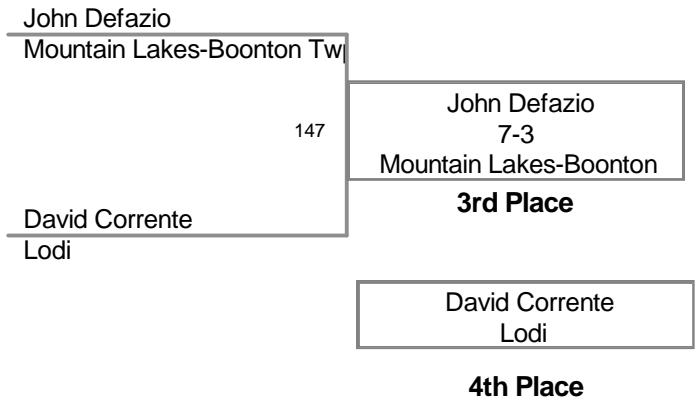 John Defazio
Mountain Lakes-Boonton Tw
147
John Defazio
7-3
Mountain Lakes-Boonton
3rd Place
David Corrente
Lodi
David Corrente
Lodi
4th Place